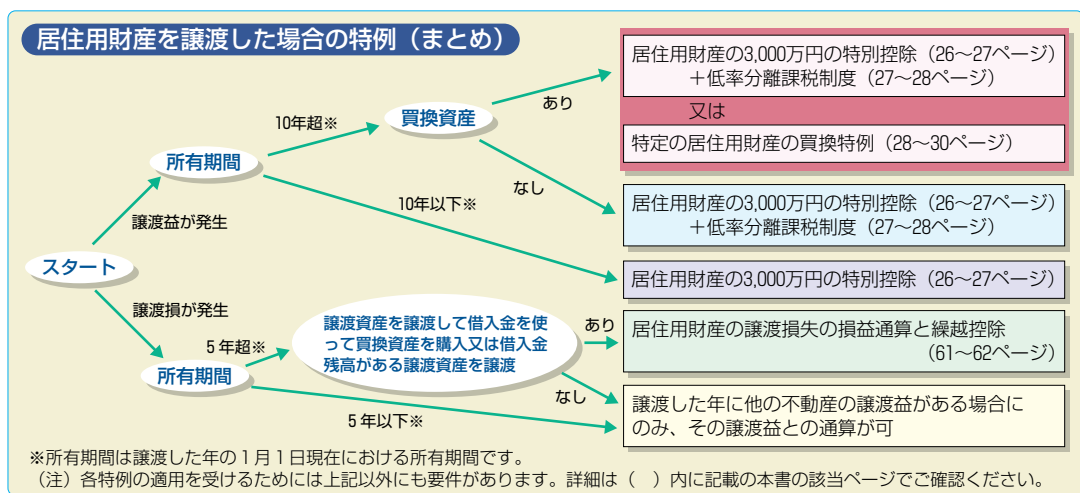 居住用財産を譲渡した場合の特例（まとめ）
スタート
譲渡益が発生
所有期間
10年超※
買換資産
あり
居住用財産の3,000万円の特別控除（26〜27ページ）
＋低率分離課税制度（27〜28ページ）
又は
特定の居住用財産の買換特例（28〜30ページ）
なし
居住用財産の3,000万円の特別控除（26〜27ページ）
＋低率分離課税制度（27〜28ページ）
10年以下※
居住用財産の3,000万円の特別控除（26〜27ページ）
譲渡損が発生
所有期間
5年超※
譲渡資産を譲渡して借入金を使
って買換資産を購入又は借入金
残高がある譲渡資産を譲渡
あり
居住用財産の譲渡損失の損益通算と繰越控除
（61〜62ページ）
なし
5年以下※
譲渡した年に他の不動産の譲渡益がある場合に
のみ、その譲渡益との通算が可
※所有期間は譲渡した年の1月1日現在における所有期間です。
（注）各特例の適用を受けるためには上記以外にも要件があります。詳細は（　）内に記載の本書の該当ページでご確認ください。